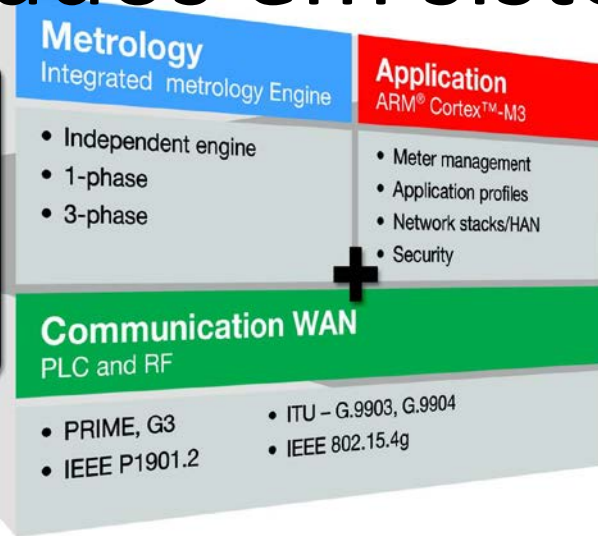 Metrology
Integrated metrology Engine
• Independent engine
• 1-phase
• 3-phase
Application
ARM® Cortex™-M3
• Meter management
• Application profiles
• Network stacks/HAN
• Security
+
Communication WAN
PLC and RF
• PRIME, G3
• IEEE P1901.2
• ITU – G.9903, G.9904
• IEEE 802.15.4g